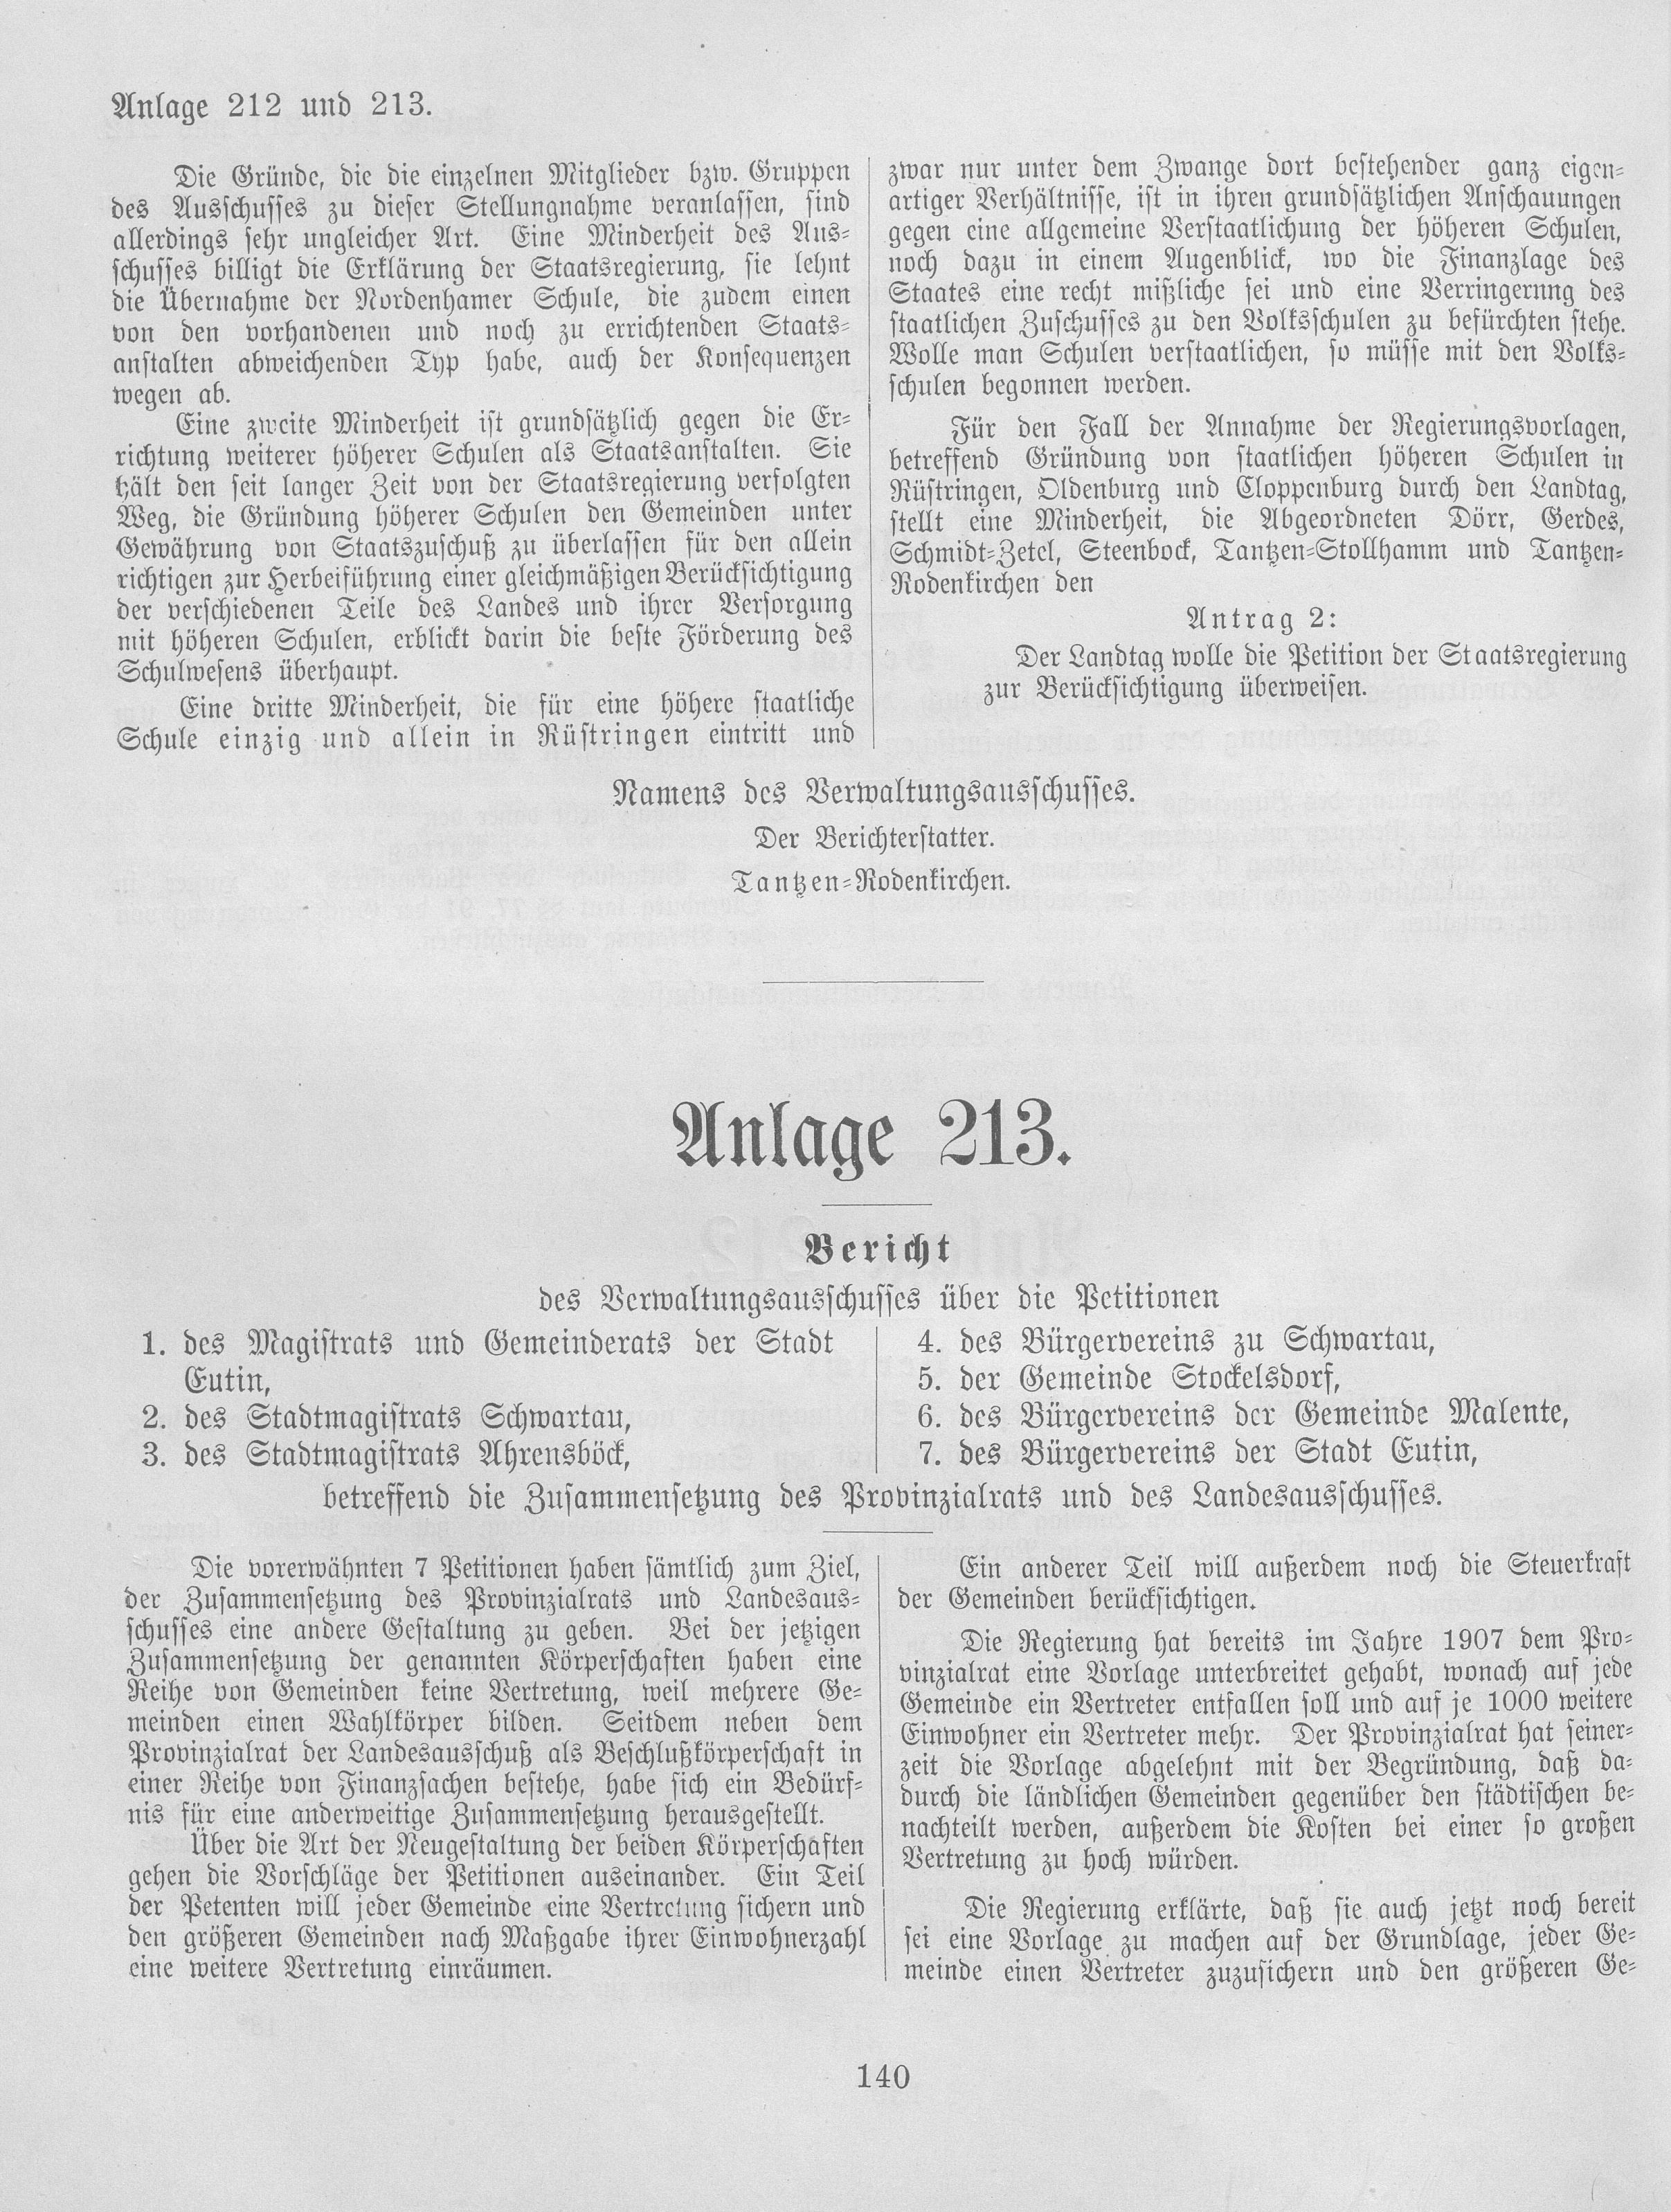 Anlage 212 und 213.
Die Gründe, die die einzelnen Mitglieder bzw. Gruppen
des Ausschusses zu dieser Stellungnahme veranlassen, sind
allerdings sehr ungleicher Art. Eine Minderheit des Aus-
schusses billigt die Erklärung der Staatsregierung, sie lehnt
die Übernahme der Nordenhamer Schule, die zudem einen
von den vorhandenen und noch zu errichtenden Staats-
anstalten abweichenden Typ habe, auch der Konsequenzen
wegen ab.
Eine zweite Minderheit ist grundsätzlich gegen die Er-
richtung weiterer höherer Schulen als Staatsanstalten. Sie
hält den seit langer Zeit von der Staatsregierung verfolgten
Weg, die Gründung höherer Schulen den Gemeinden unter
Gewährung von Staatszuschuß zu überlassen für den allein
richtigen zur Herbeiführung einer gleichmäßigen Berücksichtigung
der verschiedenen Teile des Landes und ihrer Versorgung
mit höheren Schulen, erblickt darin die beste Förderung des
Schulwesens überhaupt.
Eine dritte Minderheit, die für eine höhere staatliche
Schule einzig und allein in Rüstringen eintritt und
zwar nur unter dem Zwange dort bestehender ganz eigen-
artiger Verhältnisse, ist in ihren grundsätzlichen Anschauungen
gegen eine allgemeine Verstaatlichung der höheren Schulen,
noch dazu in einem Augenblick, wo die Finanzlage des
Staates eine recht mißliche sei und eine Verringerung des
staatlichen Zuschusses zu den Volksschulen zu befürchten stehe.
Wolle man Schulen verstaatlichen, so müsse mit den Volks-
schulen begonnen werden.
Für den Fall der Annahme der Regierungsvorlagen,
betreffend Gründung von staatlichen höheren Schulen in
Rüstringen, Oldenburg und Cloppenburg durch den Landtag,
stellt eine Minderheit, die Abgeordneten Dörr, Gerdes,
Schmidt-Zetel, Steenbock, Tantzen-Stollhamm und Tantzen-
Rodenkirchen den
Antrag 2:
Der Landtag wolle die Petition der Staatsregierung
zur Berücksichtigung überweisen.
Namens des Verwaltungsausschusses.
Der Berichterstatter.
Tantzen-Rodenkirchen.
Anlage 213.
Bericht
des Verwaltungsausschusses über die Petitionen
1. des Magistrats und Gemeinderats der Stadt
Eutin,
2. des Stadtmagistrats Schwartau,
3. des Stadtmagistrats Ahrensböck,
4. des Bürgervereins zu Schwartau,
5. der Gemeinde Stockelsdorf,
6. des Bürgervereins der Gemeinde Malente,
7. des Bürgervereins der Stadt Eutin,
betreffend die Zusammensetzung des Provinzialrats und des Landesausschusses.
Die vorerwähnten 7 Petitionen haben sämtlich zum Ziel,
der Zusammensetzung des Provinzialrats und Landesaus-
schusses eine andere Gestaltung zu geben. Bei der jetzigen
Zusammensetzung der genannten Körperschaften haben eine
Reihe von Gemeinden keine Vertretung, weil mehrere Ge-
meinden einen Wahlkörper bilden. Seitdem neben dem
Provinzialrat der Landesausschuß als Beschlußkörperschaft in
einer Reihe von Finanzsachen bestehe, habe sich ein Bedürf-
nis für eine anderweitige Zusammensetzung herausgestellt.
Über die Art der Neugestaltung der beiden Körperschaften
gehen die Vorschläge der Petitionen auseinander. Ein Teil
der Petenten will jeder Gemeinde eine Vertretung sichern und
den größeren Gemeinden nach Maßgabe ihrer Einwohnerzahl
eine weitere Vertretung einräumen.
Ein anderer Teil will außerdem noch die Steuerkraft
der Gemeinden berücksichtigen.
Die Regierung hat bereits im Jahre 1907 dem Pro-
vinzialrat eine Vorlage unterbreitet gehabt, wonach auf jede
Gemeinde ein Vertreter entfallen soll und auf je 1000 weitere
Einwohner ein Vertreter mehr. Der Provinzialrat hat seiner-
zeit die Vorlage abgelehnt mit der Begründung, daß da-
durch die ländlichen Gemeinden gegenüber den städtischen be-
nachteilt werden, außerdem die Kosten bei einer so großen
Vertretung zu hoch würden.
Die Regierung erklärte, daß sie auch jetzt noch bereit
sei eine Vorlage zu machen auf der Grundlage, jeder Ge-
meinde einen Vertreter zuzusichern und den größeren Ge-
140